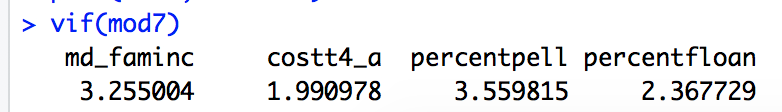 > vif(mod7)
md_faminc costt4_a percentpell percentfloan
3.255004 1.990978 3.559815 2.367729